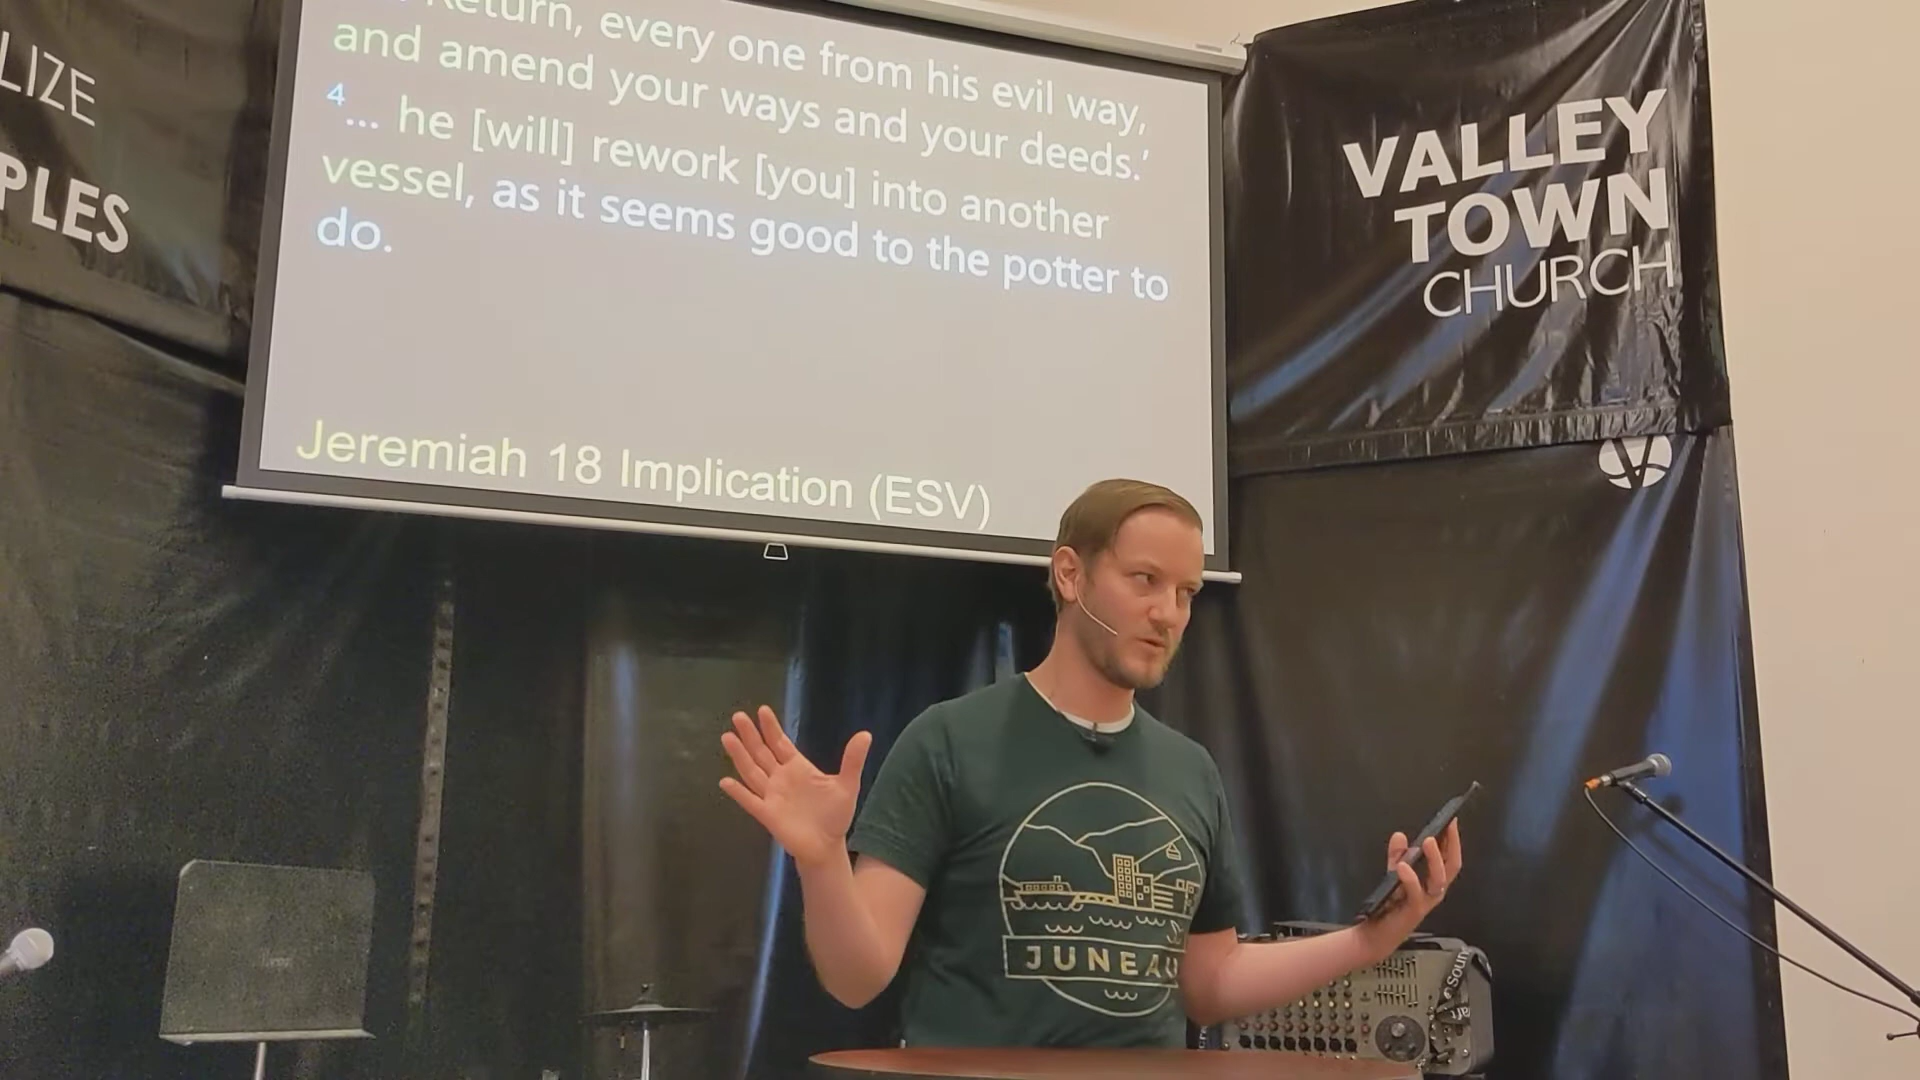 LIZE
PLES
Return, every one from his evil way,
and amend your ways and your deeds.’
4... he [will] rework [you] into another
vessel, as it seems good to the potter to
do.
Jeremiah 18 Implication (ESV)
VALLEY
TOWN
CHURCH
JUNEAU